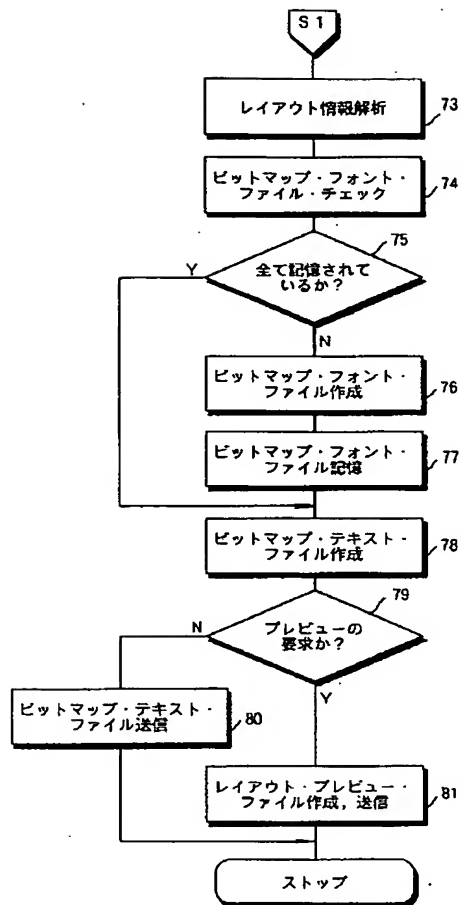 S1
レイアウト情報解析
73
ビットマップ・フォント・
ファイル・チェック
74
75
全て記憶されて
いるか?
Y
N
ビットマップ・フォント・
ファイル作成
76
ビットマップ・フォント・
ファイル記憶
77
ビットマップ・テキスト・
ファイル作成
78
79
プレビューの
要求か?
N
Y
ビットマップ・テキスト・
ファイル送信
80
レイアウト・プレビュー・
ファイル作成,送信
81
ストップ